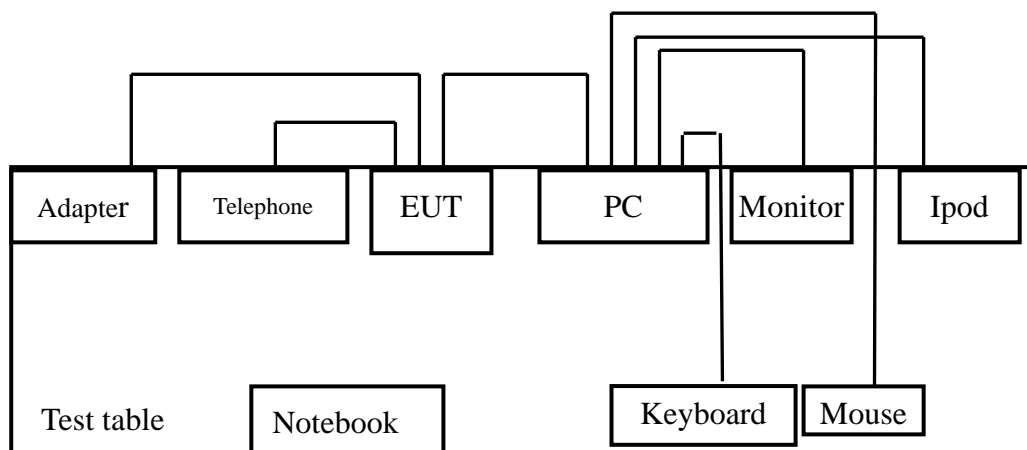 Adapter
Telephone
EUT
PC
Monitor
Ipod
Test table
Notebook
Keyboard
Mouse